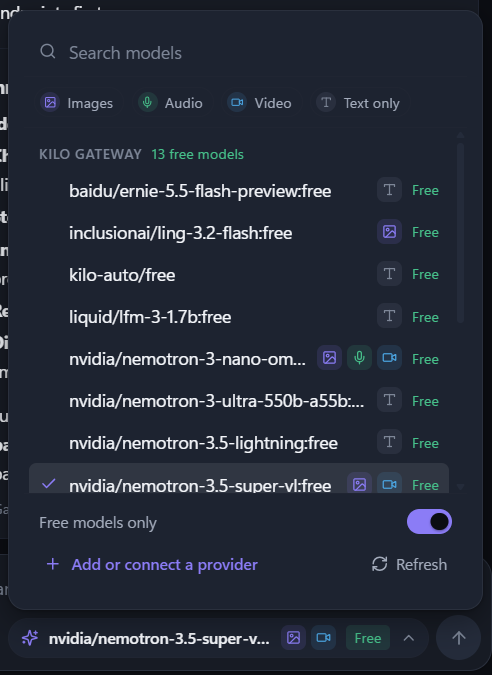 Search models
Images Audio Video Text only
KILO GATEWAY 13 free models
baidu/ernie-5.5-flash-preview:free Free
inclusionai/ling-3.2-flash:free Free
kilo-auto/free Free
liquid/lfm-3-1.7b:free Free
nvidia/nemotron-3-nano-om... Free
nvidia/nemotron-3-ultra-550b-a55b:... Free
nvidia/nemotron-3.5-lightning:free Free
nvidia/nemotron-3.5-super-vl:free Free
Free models only
+ Add or connect a provider Refresh
nvidia/nemotron-3.5-super-v... Free